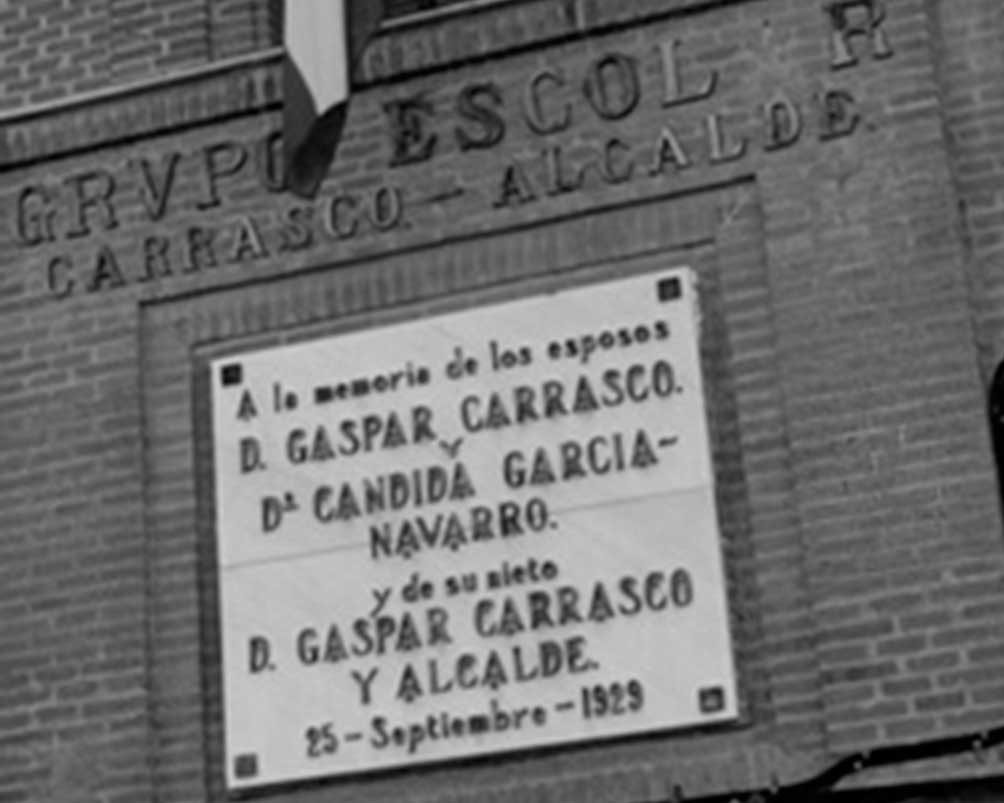 GRVPO ESCOL R
CARRASCO-ALCALDE
A la memoria de los esposos
D. GASPAR CARRASCO.
Y
Dª CANDIDA GARCIA-
NAVARRO.
y de su nieto
D. GASPAR CARRASCO
Y ALCALDE.
25-Septiembre-1929